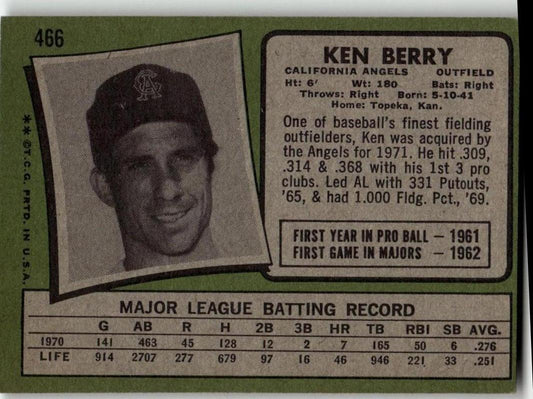 466
KEN BERRY
CALIFORNIA ANGELS OUTFIELD
Ht: 6' Wt: 180 Bats: Right
Throws: Right Born: 5-10-41
Home: Topeka, Kan.
One of baseball's finest fielding
outfielders, Ken was acquired by
the Angels for 1971. He hit .309,
.314 & .368 with his 1st 3 pro
clubs. Led AL with 331 Putouts,
'65, & had 1.000 Fldg. Pct., '69.
FIRST YEAR IN PRO BALL — 1961
FIRST GAME IN MAJORS — 1962
CA
** ©T.C.G. PRTD. IN U.S.A.
MAJOR LEAGUE BATTING RECORD
G AB R H 2B 3B HR TB RBI SB AVG.
1970 141 463 45 128 12 2 7 165 50 6 .276
LIFE 914 2707 277 679 97 16 46 946 221 33 .251